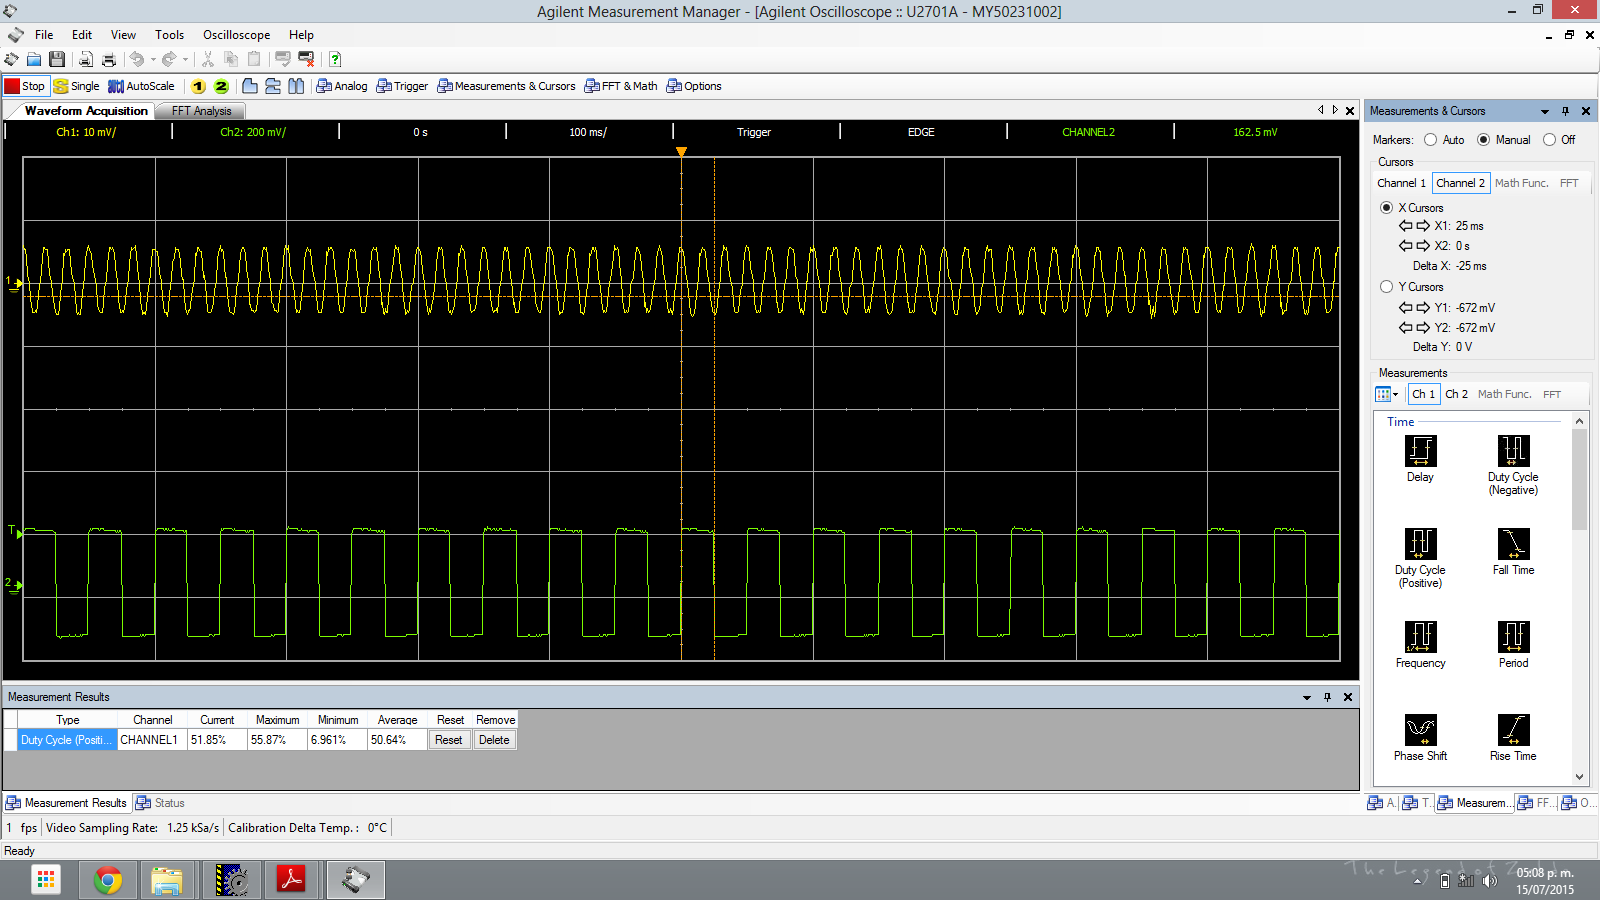 Agilent Measurement Manager - [Agilent Oscilloscope :: U2701A - MY50231002]
File Edit View Tools Oscilloscope Help
Stop Single AutoScale 1 2 Analog Trigger Measurements & Cursors FFT & Math Options
Waveform Acquisition FFT Analysis
Ch1: 10 mV/ Ch2: 200 mV/ 0 s 100 ms/ Trigger EDGE CHANNEL2 162.5 mV
1
T
2
Measurements & Cursors
Markers: Auto Manual Off
Cursors
Channel 1 Channel 2 Math Func. FFT
X Cursors
X1: 25 ms
X2: 0 s
Delta X: -25 ms
Y Cursors
Y1: -672 mV
Y2: -672 mV
Delta Y: 0 V
Measurements
Ch 1 Ch 2 Math Func. FFT
Time
Delay Duty Cycle (Negative)
Duty Cycle (Positive) Fall Time
Frequency Period
Phase Shift Rise Time
A.. T.. Measurem... FF... O...
Measurement Results
Type Channel Current Maximum Minimum Average Reset Remove
Duty Cycle (Positi... CHANNEL1 51.85% 55.87% 6.961% 50.64% Reset Delete
Measurement Results Status
1 fps Video Sampling Rate: 1.25 kSa/s Calibration Delta Temp. : 0°C
Ready
The Legend of Zelda
05:08 p. m.
15/07/2015